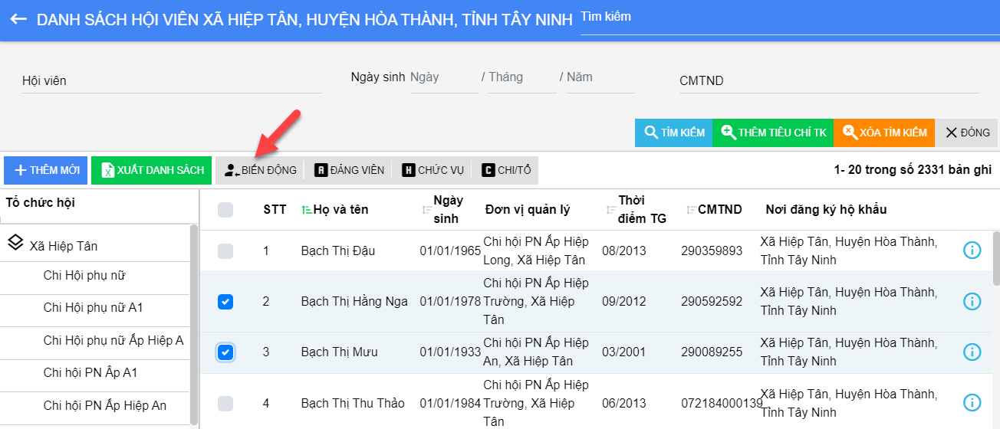 DANH SÁCH HỘI VIÊN XÃ HIỆP TÂN, HUYỆN HÒA THÀNH, TỈNH TÂY NINH Tìm kiếm
Hội viên Ngày sinh Ngày / Tháng / Năm CMTND
TÌM KIẾM THÊM TIÊU CHÍ TK XÓA TÌM KIẾM ĐÓNG
THÊM MỚI XUẤT DANH SÁCH BIẾN ĐỘNG A ĐẢNG VIÊN H CHỨC VỤ C CHI/TỔ 1- 20 trong số 2331 bản ghi
Tổ chức hội
Xã Hiệp Tân
Chi Hội phụ nữ
Chi Hội phụ nữ A1
Chi Hội phụ nữ Ấp Hiệp A
Chi hội PN Âp A1
Chi hội PN Ấp Hiệp An
STT Họ và tên Ngày sinh Đơn vị quản lý Thời điểm TG CMTND Nơi đăng ký hộ khẩu
1 Bạch Thị Đậu 01/01/1965 Chi hội PN Ấp Hiệp Long, Xã Hiệp Tân 08/2013 290359893 Xã Hiệp Tân, Huyện Hòa Thành, Tỉnh Tây Ninh
2 Bạch Thị Hằng Nga 01/01/1978 Chi hội PN Ấp Hiệp Trường, Xã Hiệp Tân 09/2012 290592592 Xã Hiệp Tân, Huyện Hòa Thành, Tỉnh Tây Ninh
3 Bạch Thị Mưu 01/01/1933 Chi hội PN Ấp Hiệp An, Xã Hiệp Tân 03/2001 290089255 Xã Hiệp Tân, Huyện Hòa Thành, Tỉnh Tây Ninh
4 Bạch Thị Thu Thảo 01/01/1984 Chi hội PN Ấp Hiệp Trường, Xã Hiệp Tân 06/2013 072184000139 Xã Hiệp Tân, Huyện Hòa Thành, Tỉnh Tây Ninh